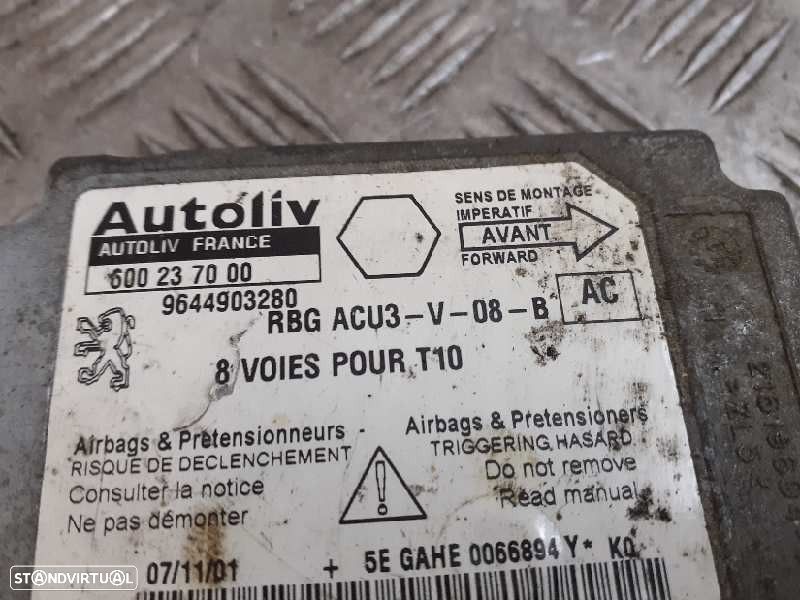 Autoliv
AUTOLIV FRANCE
600 23 70 00
9644903280
SENS DE MONTAGE
IMPERATIF
AVANT
FORWARD
RBG ACU3-V-08-B
AC
8 VOIES POUR T10
Airbags & Prétensionneurs -
RISQUE DE DECLENCHEMENT
Consulter la notice
Ne pas démonter
Airbags & Pretensioners
TRIGGERING HASARD
Do not remove
Read manual
07/11/01 + 5E GAHE 0066894 Y* KQ
STANDVIRTUAL